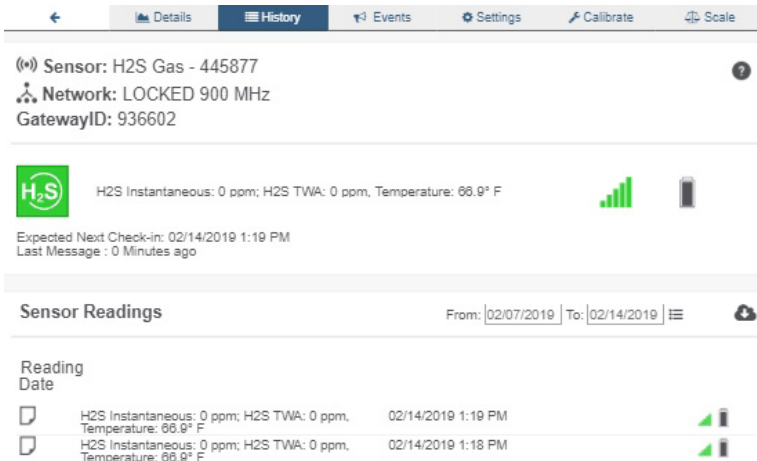 Details History Events Settings Calibrate Scale
Sensor: H2S Gas - 445877
Network: LOCKED 900 MHz
GatewayID: 936602
H2S H2S Instantaneous: 0 ppm; H2S TWA: 0 ppm, Temperature: 66.9° F
Expected Next Check-in: 02/14/2019 1:19 PM
Last Message : 0 Minutes ago
Sensor Readings From: 02/07/2019 To: 02/14/2019
Reading
Date
H2S Instantaneous: 0 ppm; H2S TWA: 0 ppm, 02/14/2019 1:19 PM
Temperature: 66.9° F
H2S Instantaneous: 0 ppm; H2S TWA: 0 ppm, 02/14/2019 1:18 PM
Temperature: 66.9° F